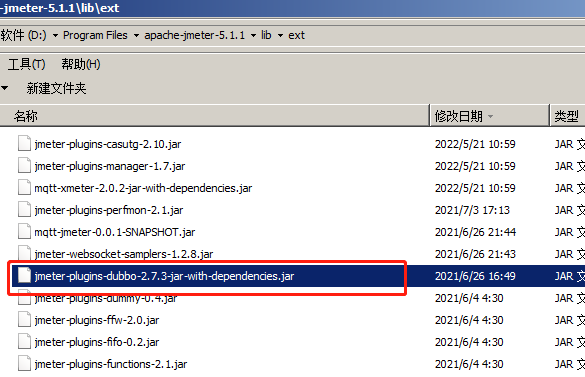 -jmeter-5.1.1\lib\ext
软件 (D:) Program Files apache-jmeter-5.1.1 lib ext
工具(T) 帮助(H)
新建文件夹
名称 修改日期 类型
jmeter-plugins-casutg-2.10.jar 2022/5/21 10:59 JAR 文
jmeter-plugins-manager-1.7.jar 2022/5/21 10:59 JAR 文
mqtt-xmeter-2.0.2-jar-with-dependencies.jar 2022/5/21 10:59 JAR 文
jmeter-plugins-perfmon-2.1.jar 2021/7/3 17:13 JAR 文
mqtt-jmeter-0.0.1-SNAPSHOT.jar 2021/6/26 21:44 JAR 文
jmeter-websocket-samplers-1.2.8.jar 2021/6/26 21:43 JAR 文
jmeter-plugins-dubbo-2.7.3-jar-with-dependencies.jar 2021/6/26 16:49 JAR 文
jmeter-plugins-dummy-0.4.jar 2021/6/4 4:30 JAR 文
jmeter-plugins-ffw-2.0.jar 2021/6/4 4:30 JAR 文
jmeter-plugins-fifo-0.2.jar 2021/6/4 4:30 JAR 文
jmeter-plugins-functions-2.1.jar 2021/6/4 4:30 JAR 文